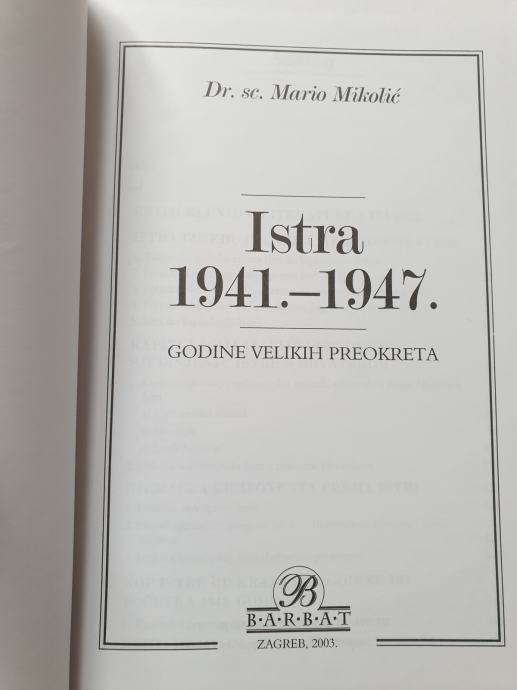 Dr. sc. Mario Mikolić
Istra
1941.–1947.
GODINE VELIKIH PREOKRETA
B
B·A·R·B·A·T
ZAGREB, 2003.